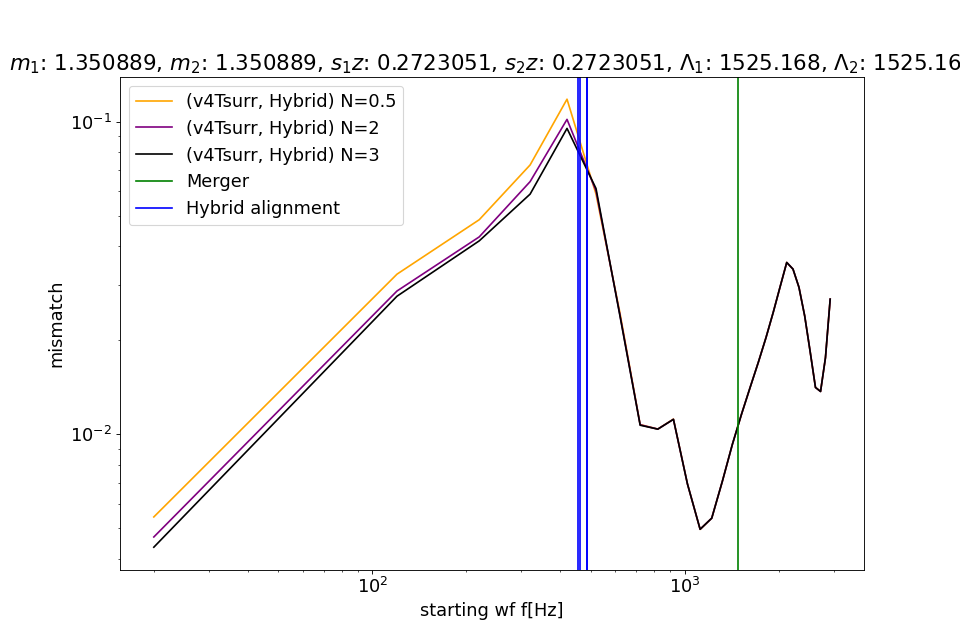 m₁: 1.350889, m₂: 1.350889, s₁z: 0.2723051, s₂z: 0.2723051, Λ₁: 1525.168, Λ₂: 1525.16
(v4Tsurr, Hybrid) N=0.5
(v4Tsurr, Hybrid) N=2
(v4Tsurr, Hybrid) N=3
Merger
Hybrid alignment
10⁻¹
10⁻²
mismatch
10² 10³
starting wf f[Hz]